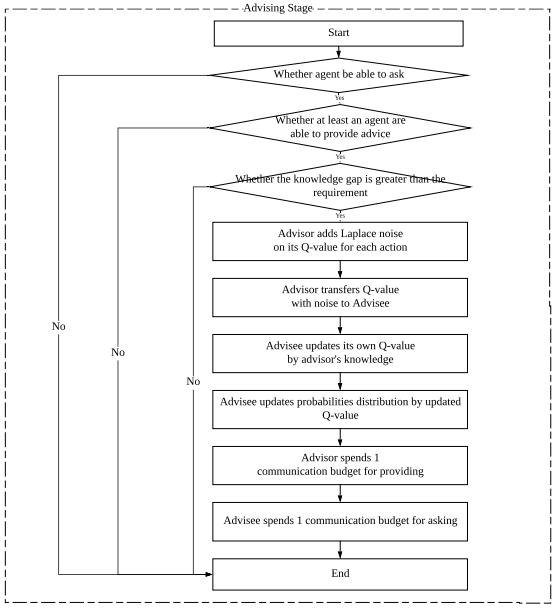 Advising Stage
Start
Whether agent be able to ask
Yes
Whether at least an agent are
able to provide advice
Yes
Whether the knowledge gap is greater than the
requirement
Yes
Advisor adds Laplace noise
on its Q-value for each action
Advisor transfers Q-value
with noise to Advisee
No
Advisee updates its own Q-value
by advisor's knowledge
No
No
Advisee updates probabilities distribution by updated
Q-value
Advisor spends 1
communication budget for providing
Advisee spends 1 communication budget for asking
End